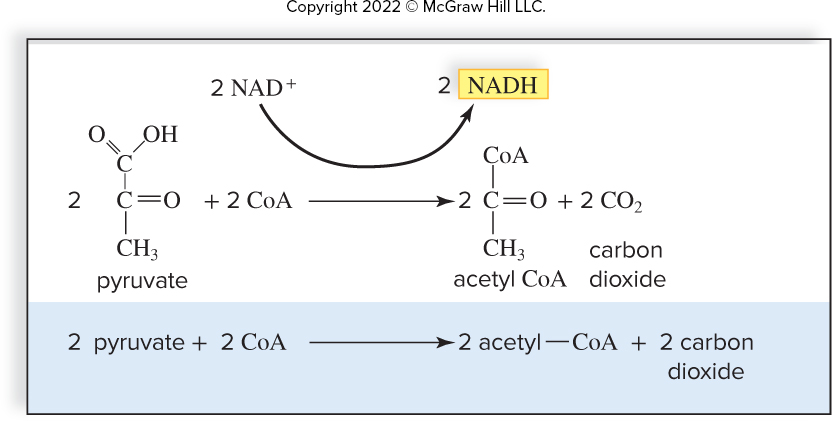 Copyright 2022 © McGraw Hill LLC.
2 NAD⁺ 2 NADH
O OH
C CoA
2 C=O + 2 CoA 2 C=O + 2 CO₂
CH₃ CH₃ carbon
pyruvate acetyl CoA dioxide
2 pyruvate + 2 CoA 2 acetyl—CoA + 2 carbon
dioxide